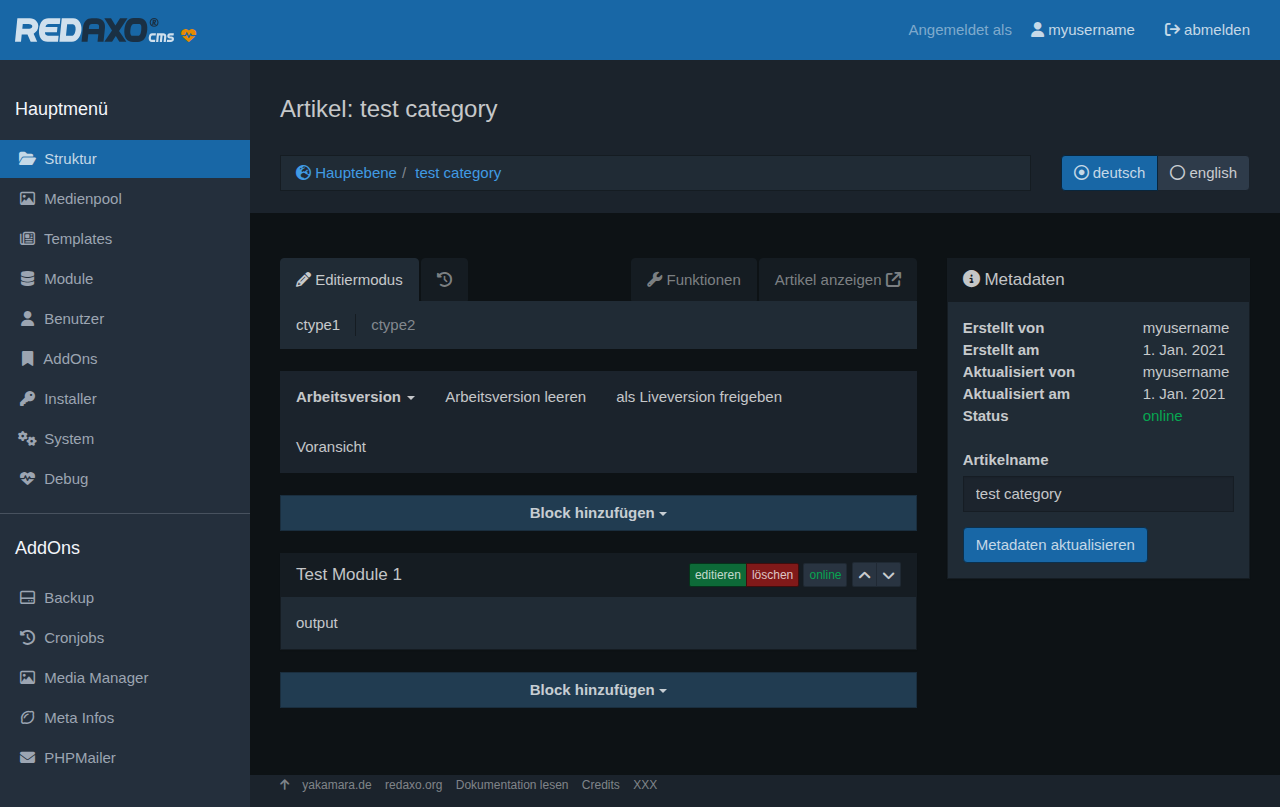 REDAXO® cms
Angemeldet als myusername abmelden
Hauptmenü
Struktur
Medienpool
Templates
Module
Benutzer
AddOns
Installer
System
Debug
AddOns
Backup
Cronjobs
Media Manager
Meta Infos
PHPMailer
Artikel: test category
Hauptebene / test category
deutsch english
Editiermodus Funktionen Artikel anzeigen
ctype1 ctype2
Arbeitsversion Arbeitsversion leeren als Liveversion freigeben
Voransicht
Block hinzufügen
Test Module 1 editieren löschen online
output
Block hinzufügen
Metadaten
Erstellt von myusername
Erstellt am 1. Jan. 2021
Aktualisiert von myusername
Aktualisiert am 1. Jan. 2021
Status online
Artikelname
test category
Metadaten aktualisieren
yakamara.de redaxo.org Dokumentation lesen Credits XXX